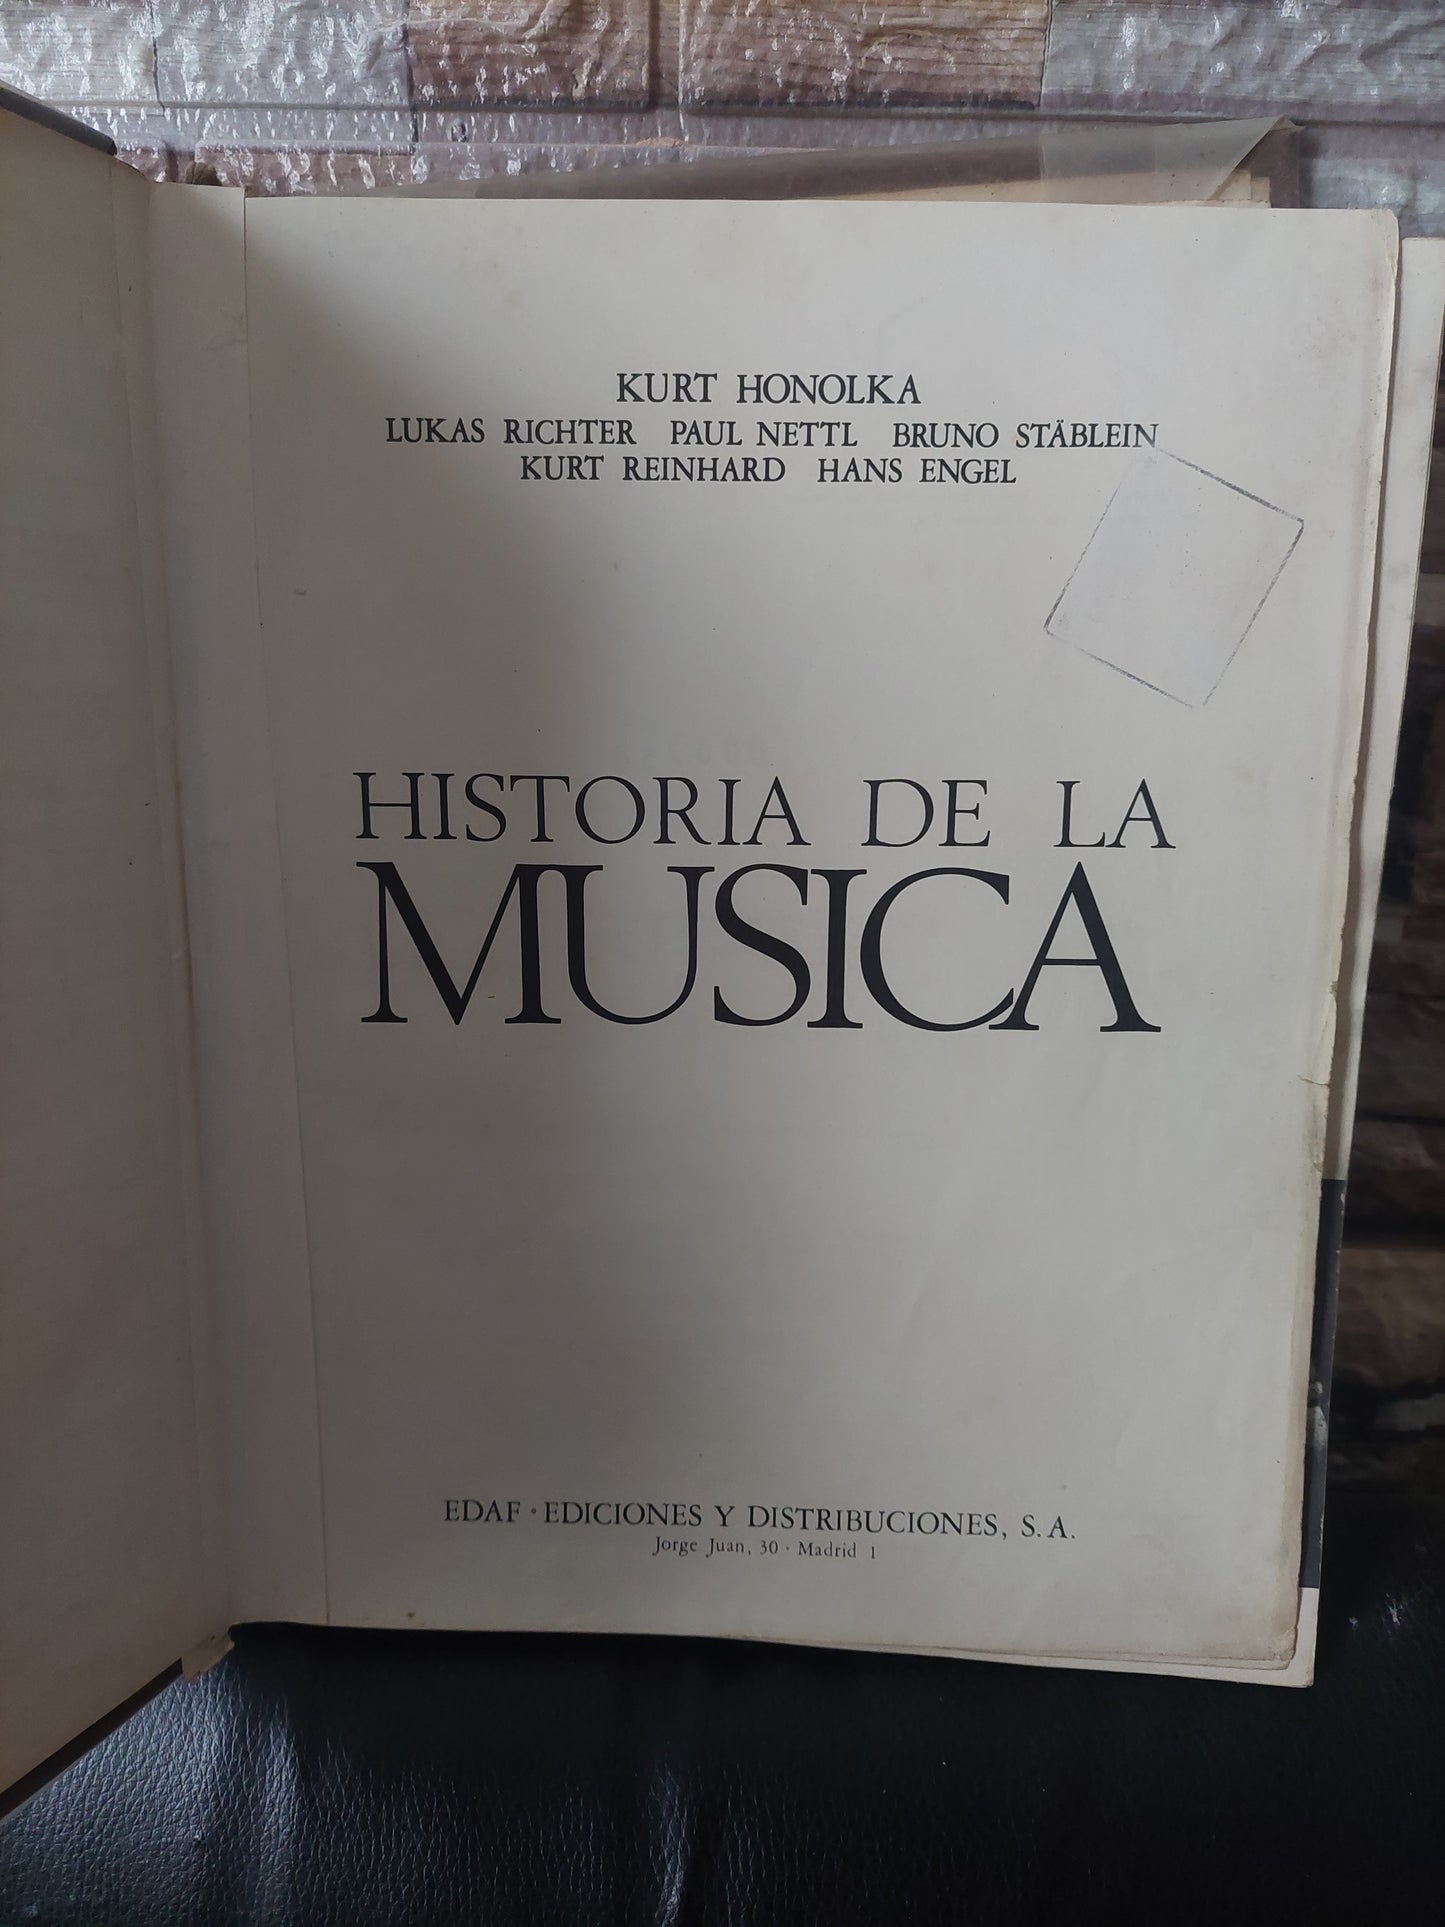 KURT HONOLKA
LUKAS RICHTER PAUL NETTL BRUNO STÄBLEIN
KURT REINHARD HANS ENGEL
HISTORIA DE LA
MUSICA
EDAF · EDICIONES Y DISTRIBUCIONES, S. A.
Jorge Juan, 30 · Madrid 1